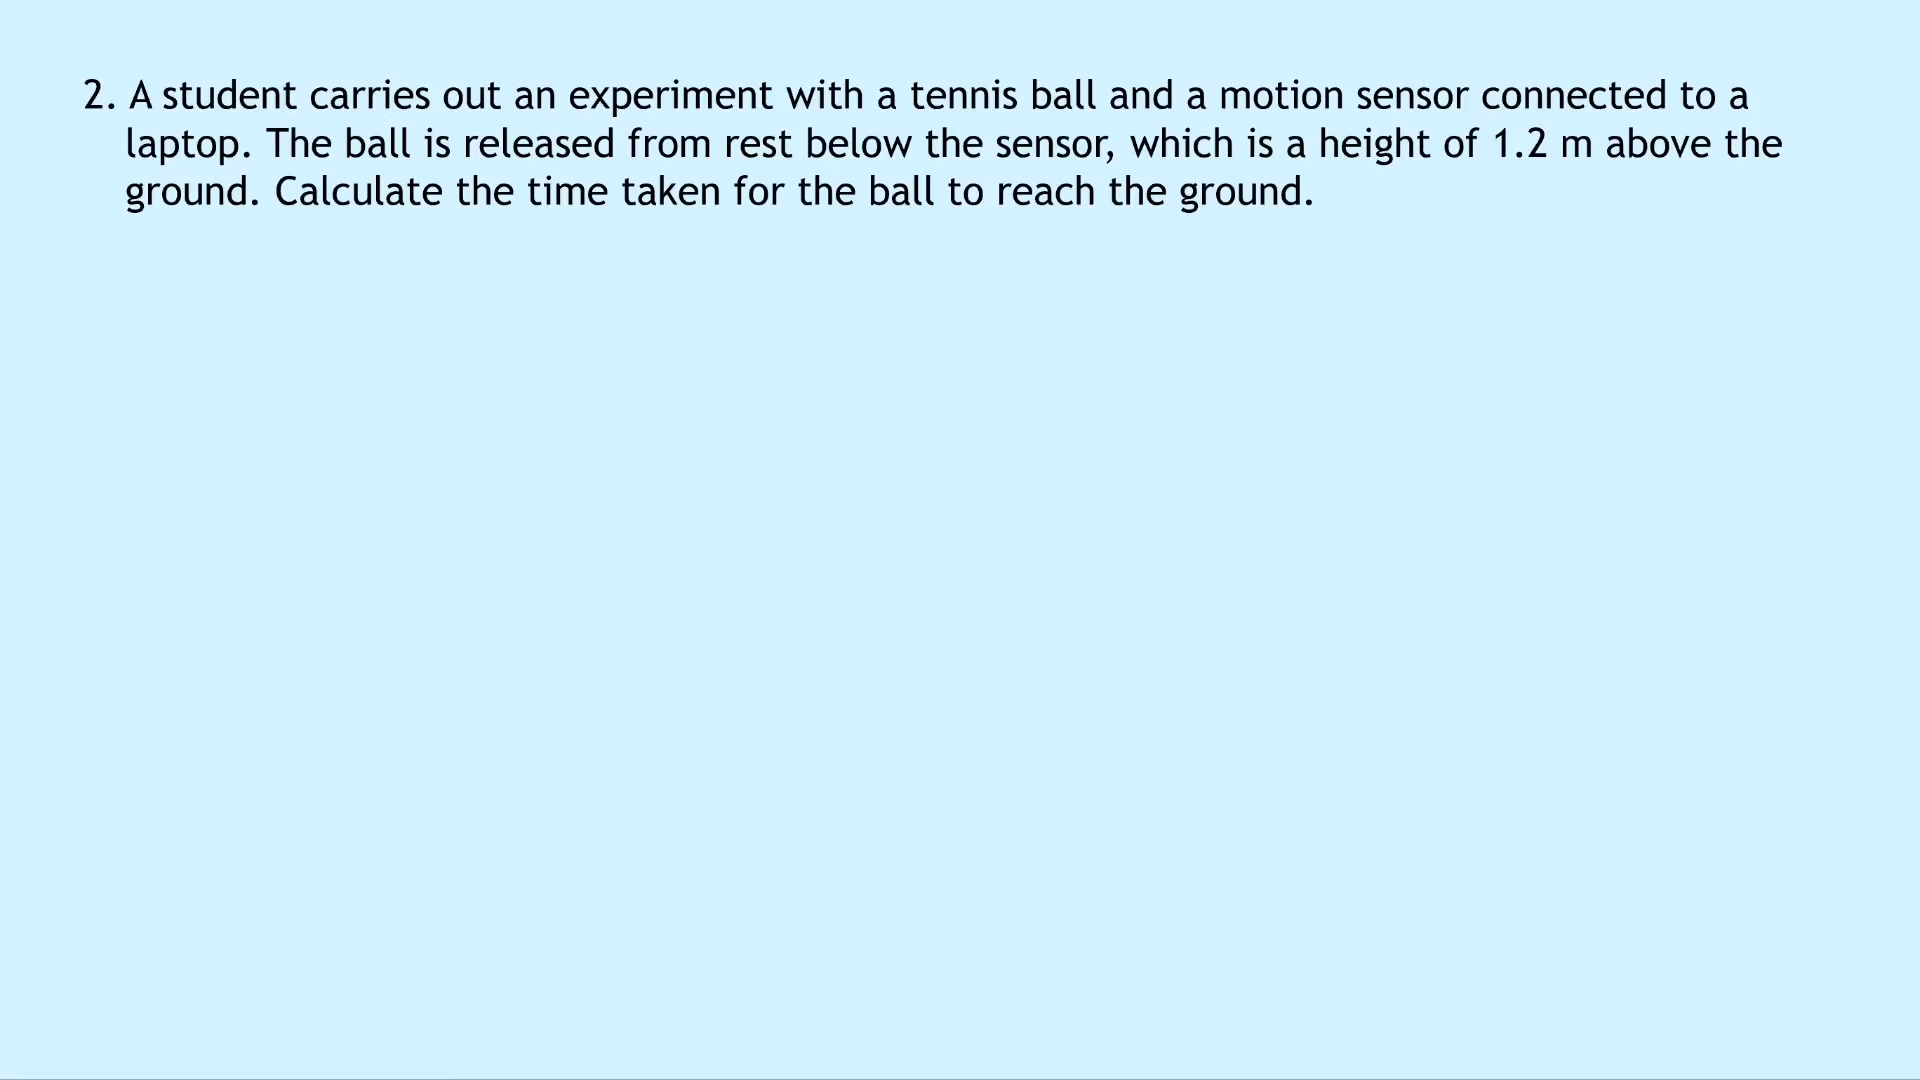 2. A student carries out an experiment with a tennis ball and a motion sensor connected to a
laptop. The ball is released from rest below the sensor, which is a height of 1.2 m above the
ground. Calculate the time taken for the ball to reach the ground.